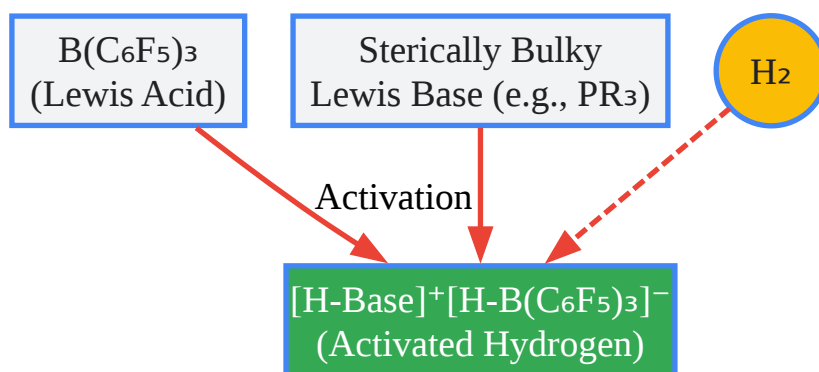 B(C₆F₅)₃
(Lewis Acid)
Sterically Bulky
Lewis Base (e.g., PR₃)
H₂
Activation
[H-Base]⁺[H-B(C₆F₅)₃]⁻
(Activated Hydrogen)